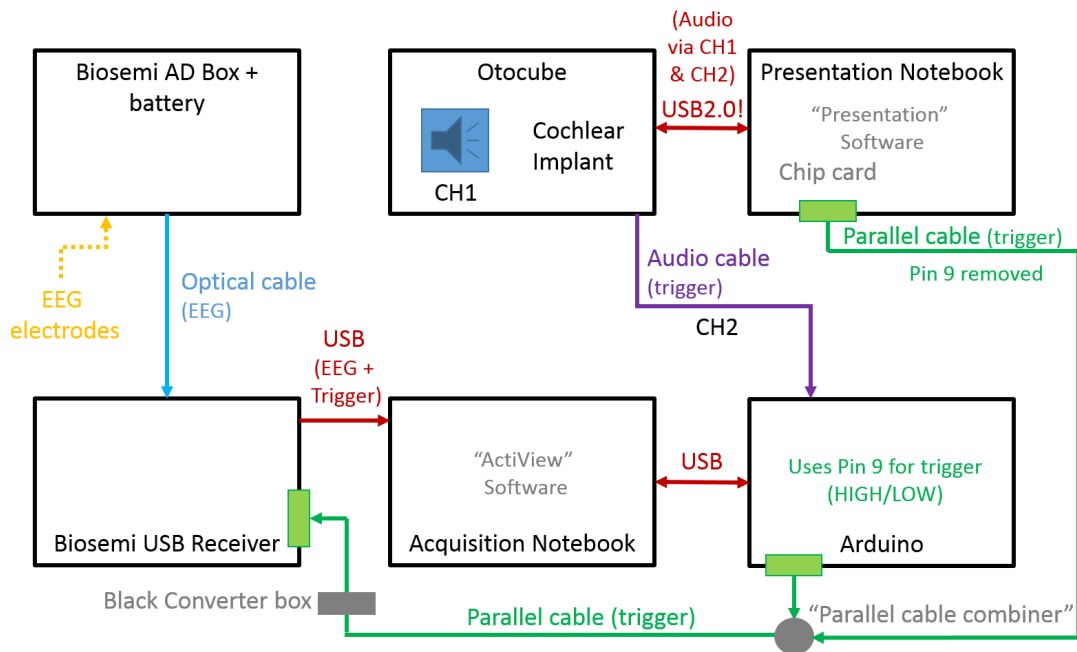 Biosemi AD Box +
battery
Otocube
Cochlear
Implant
CH1
(Audio
via CH1
& CH2)
USB2.0!
Presentation Notebook
“Presentation”
Software
Chip card
Parallel cable (trigger)
Pin 9 removed
EEG
electrodes
Optical cable
(EEG)
Audio cable
(trigger)
CH2
USB
(EEG +
Trigger)
Biosemi USB Receiver
“ActiView”
Software
Acquisition Notebook
USB
Uses Pin 9 for trigger
(HIGH/LOW)
Arduino
Black Converter box
Parallel cable (trigger)
“Parallel cable combiner”